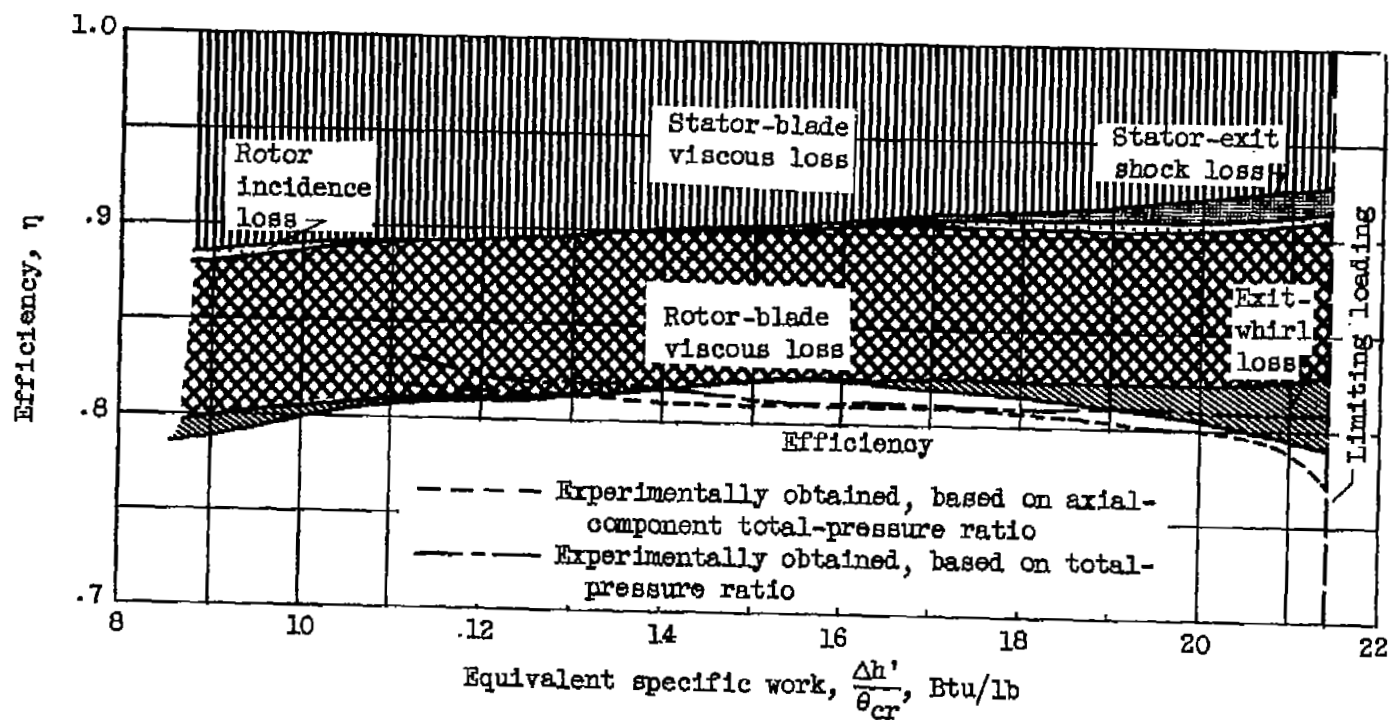 1.0
.9
.8
.7
Efficiency, η
Stator-blade
viscous loss
Stator-exit
shock loss
Rotor
incidence
loss
Rotor-blade
viscous loss
Exit-
whirl
loss
Limiting loading
Efficiency
Experimentally obtained, based on axial-
component total-pressure ratio
Experimentally obtained, based on total-
pressure ratio
8 10 .12 14 16 18 20 22
Equivalent specific work, Δh'/θcr, Btu/lb